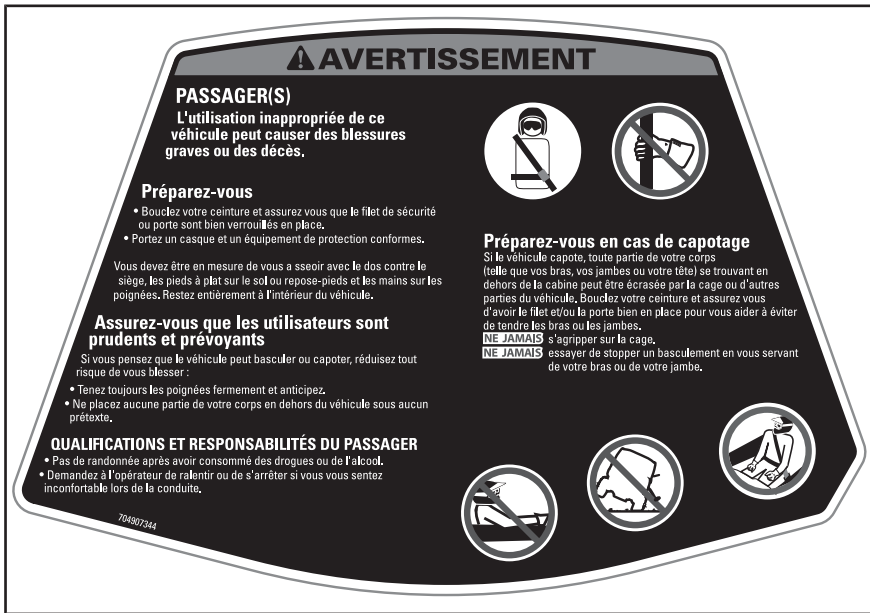 AVERTISSEMENT
PASSAGER(S)
L'utilisation inappropriée de ce
véhicule peut causer des blessures
graves ou des décès.
Préparez-vous
• Bouclez votre ceinture et assurez vous que le filet de sécurité
ou porte sont bien verrouillés en place.
• Portez un casque et un équipement de protection conformes.
Vous devez être en mesure de vous a sseoir avec le dos contre le
siège, les pieds à plat sur le sol ou repose-pieds et les mains sur les
poignées. Restez entièrement à l'intérieur du véhicule.
Assurez-vous que les utilisateurs sont
prudents et prévoyants
Si vous pensez que le véhicule peut basculer ou capoter, réduisez tout
risque de vous blesser :
• Tenez toujours les poignées fermement et anticipez.
• Ne placez aucune partie de votre corps en dehors du véhicule sous aucun
prétexte.
QUALIFICATIONS ET RESPONSABILITÉS DU PASSAGER
• Pas de randonnée après avoir consommé des drogues ou de l'alcool.
• Demandez à l'opérateur de ralentir ou de s'arrêter si vous vous sentez
inconfortable lors de la conduite.
704907344
Préparez-vous en cas de capotage
Si le véhicule capote, toute partie de votre corps
(telle que vos bras, vos jambes ou votre tête) se trouvant en
dehors de la cabine peut être écrasée par la cage ou d'autres
parties du véhicule. Bouclez votre ceinture et assurez vous
d'avoir le filet et/ou la porte bien en place pour vous aider à éviter
de tendre les bras ou les jambes.
NE JAMAIS s'agripper sur la cage.
NE JAMAIS essayer de stopper un basculement en vous servant
de votre bras ou de votre jambe.